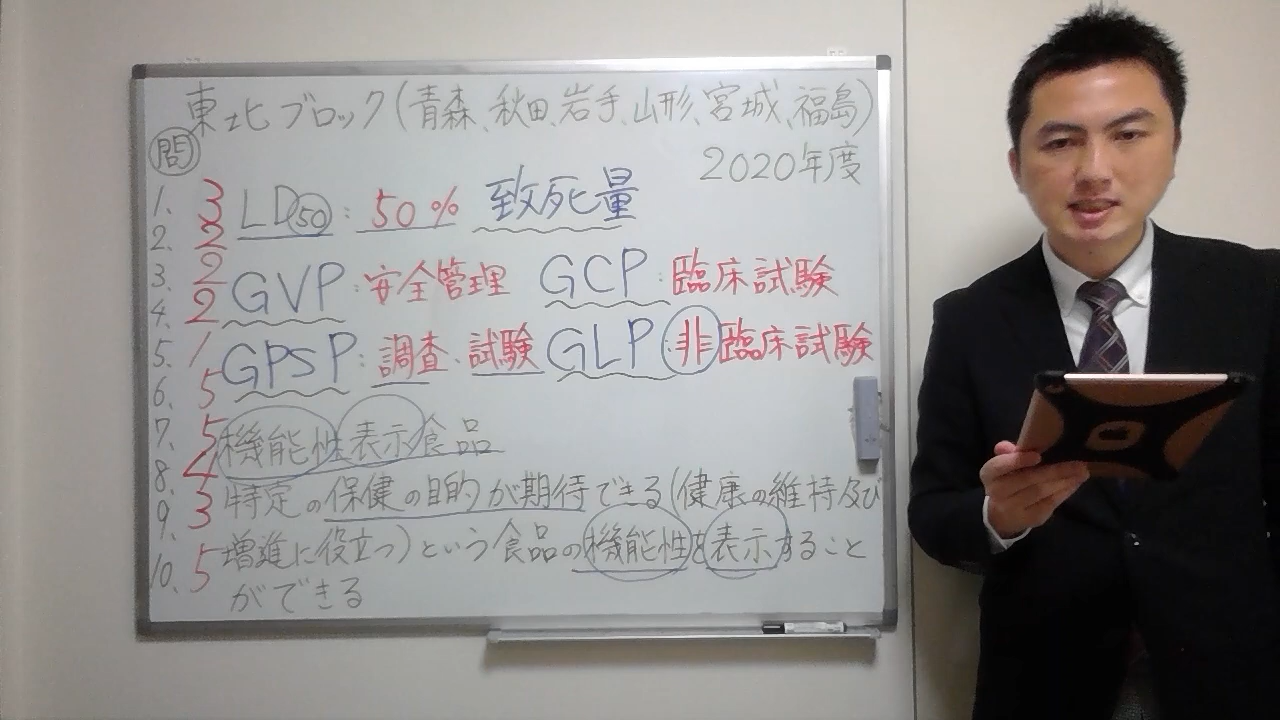 東北ブロック(青森、秋田、岩手、山形、宮城、福島)
問
2020年度
1. 3
2. 2
3. 2
4. 2
5. 1
6. 5
7. 5
8. 4
9. 3
10. 5
LD50:50% 致死量
GVP:安全管理 GCP:臨床試験
GPSP:調査、試験 GLP:非臨床試験
機能性表示食品
特定の保健の目的が期待できる(健康の維持及び
増進に役立つ)という食品の機能性を表示すること
ができる